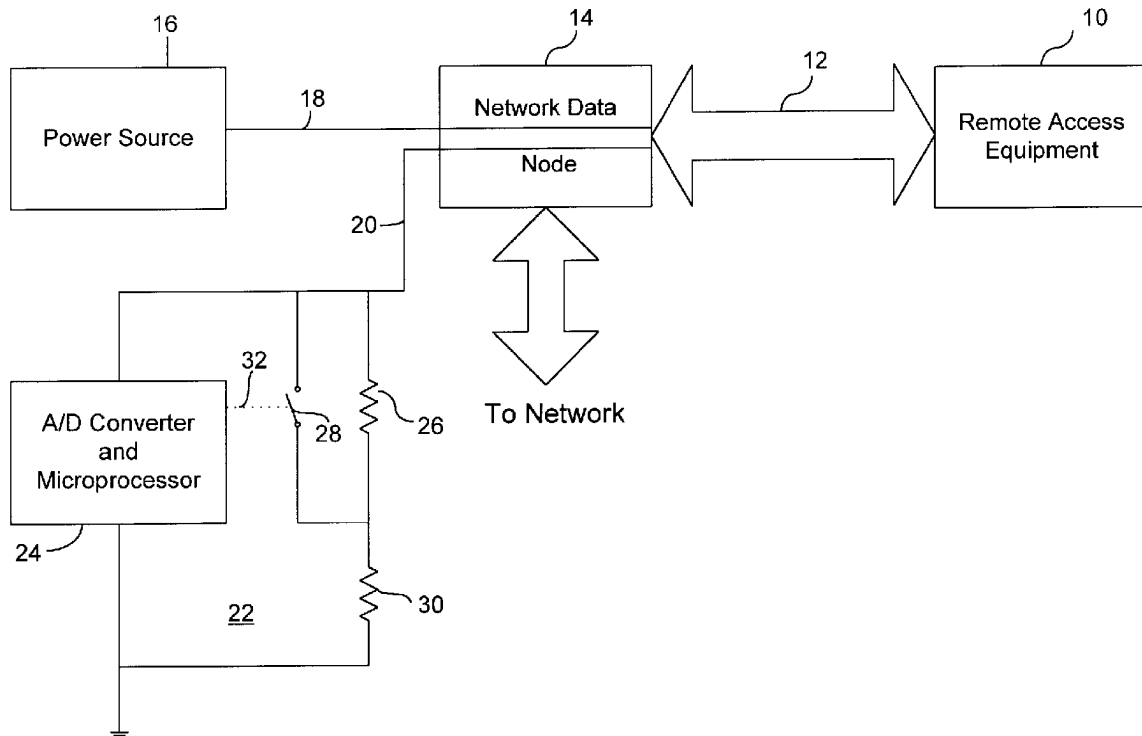 16
14
10
12
Power Source
18
Network Data
Node
Remote Access
Equipment
20
To Network
32
28
26
A/D Converter
and
Microprocessor
24
22
30